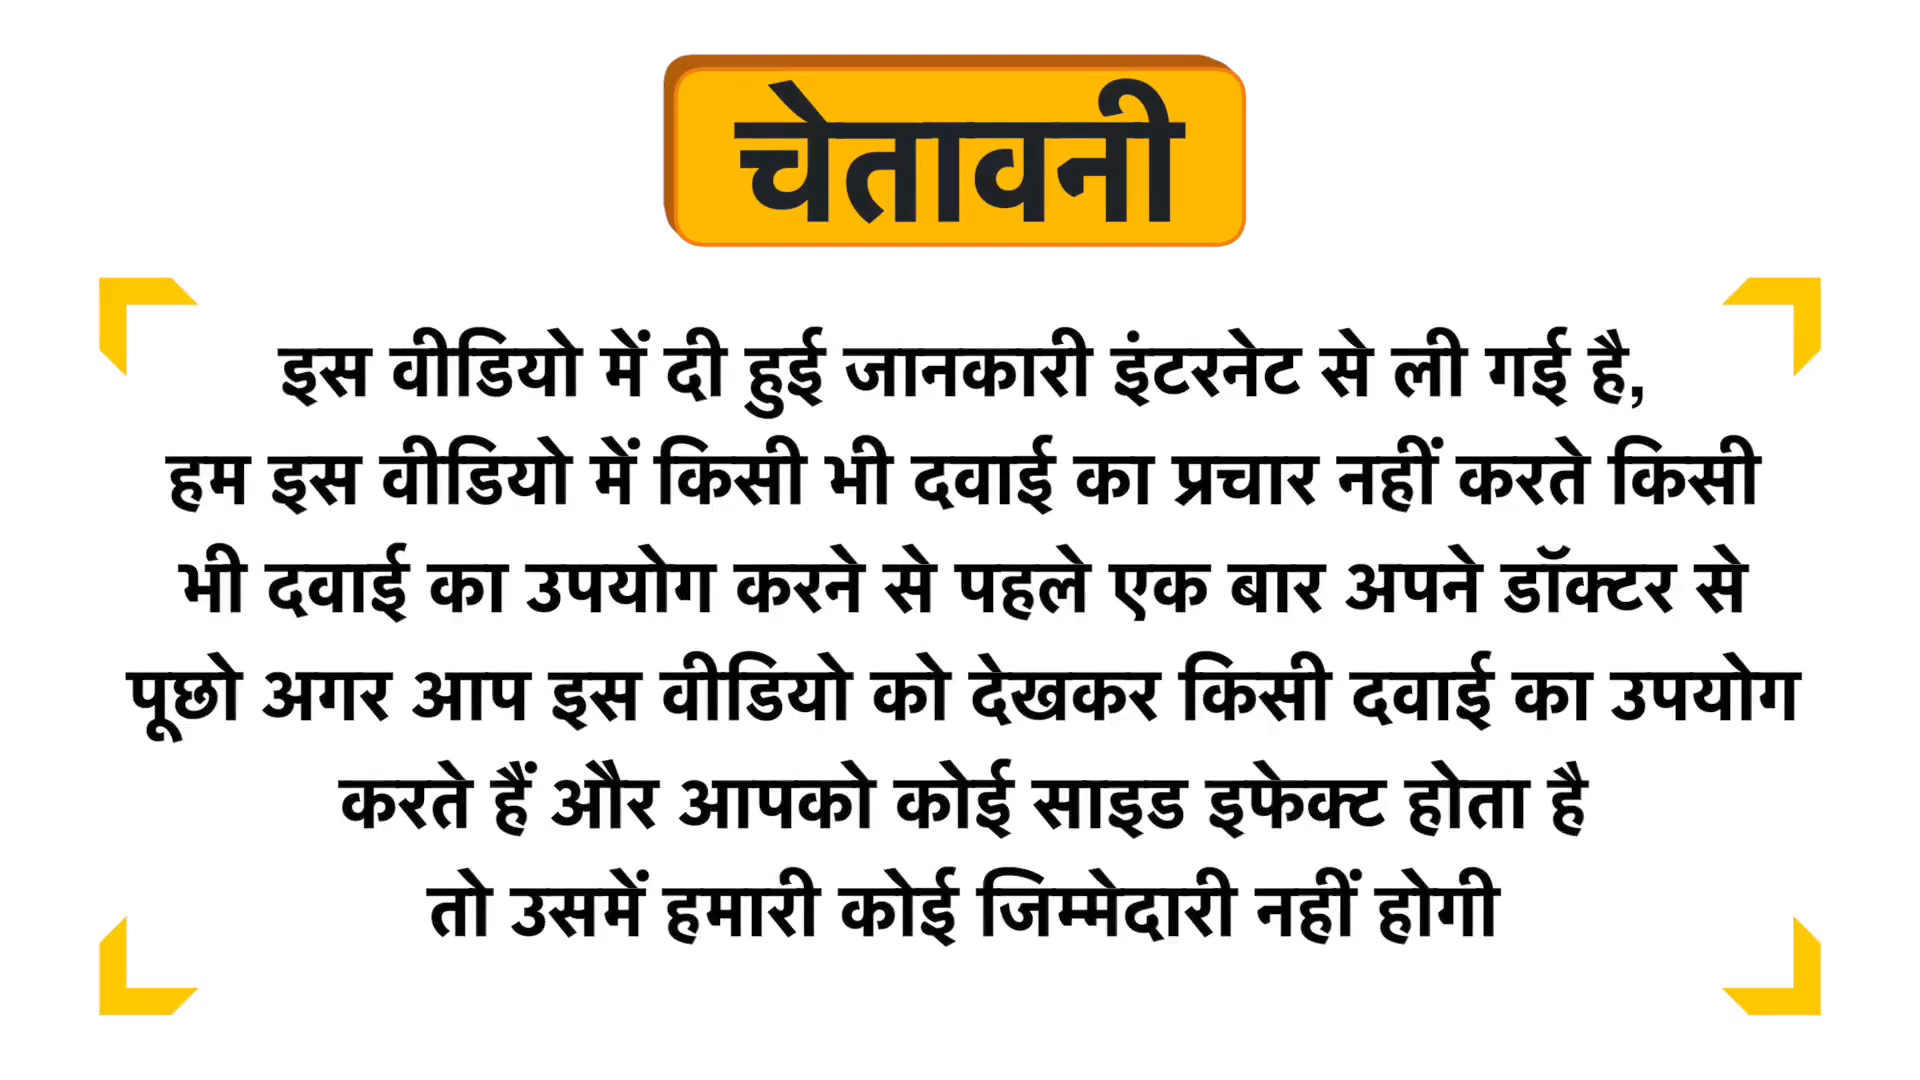 चेतावनी
इस वीडियो में दी हुई जानकारी इंटरनेट से ली गई है,
हम इस वीडियो में किसी भी दवाई का प्रचार नहीं करते किसी
भी दवाई का उपयोग करने से पहले एक बार अपने डॉक्टर से
पूछो अगर आप इस वीडियो को देखकर किसी दवाई का उपयोग
करते हैं और आपको कोई साइड इफेक्ट होता है
तो उसमें हमारी कोई जिम्मेदारी नहीं होगी